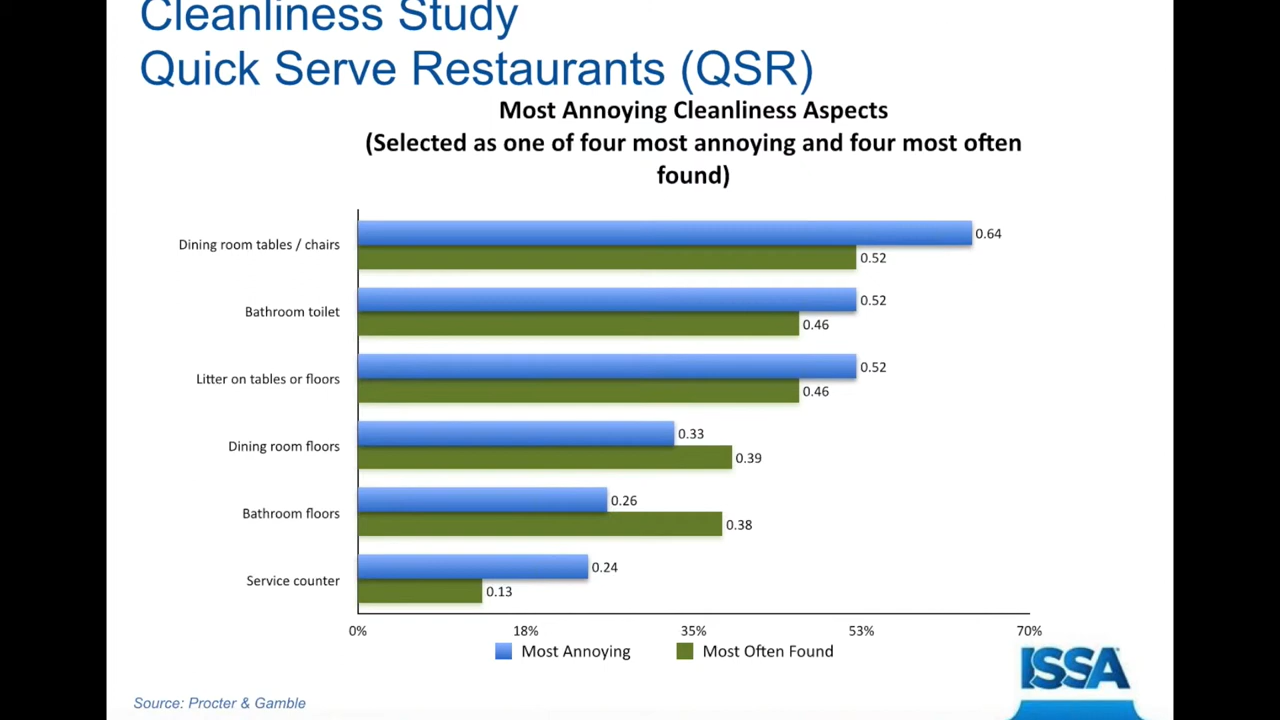 Cleanliness Study
Quick Serve Restaurants (QSR)
Most Annoying Cleanliness Aspects
(Selected as one of four most annoying and four most often
found)
Dining room tables / chairs
0.64
0.52
Bathroom toilet
0.52
0.46
Litter on tables or floors
0.52
0.46
Dining room floors
0.33
0.39
Bathroom floors
0.26
0.38
Service counter
0.24
0.13
0% 18% 35% 53% 70%
Most Annoying Most Often Found
ISSA
Source: Procter & Gamble